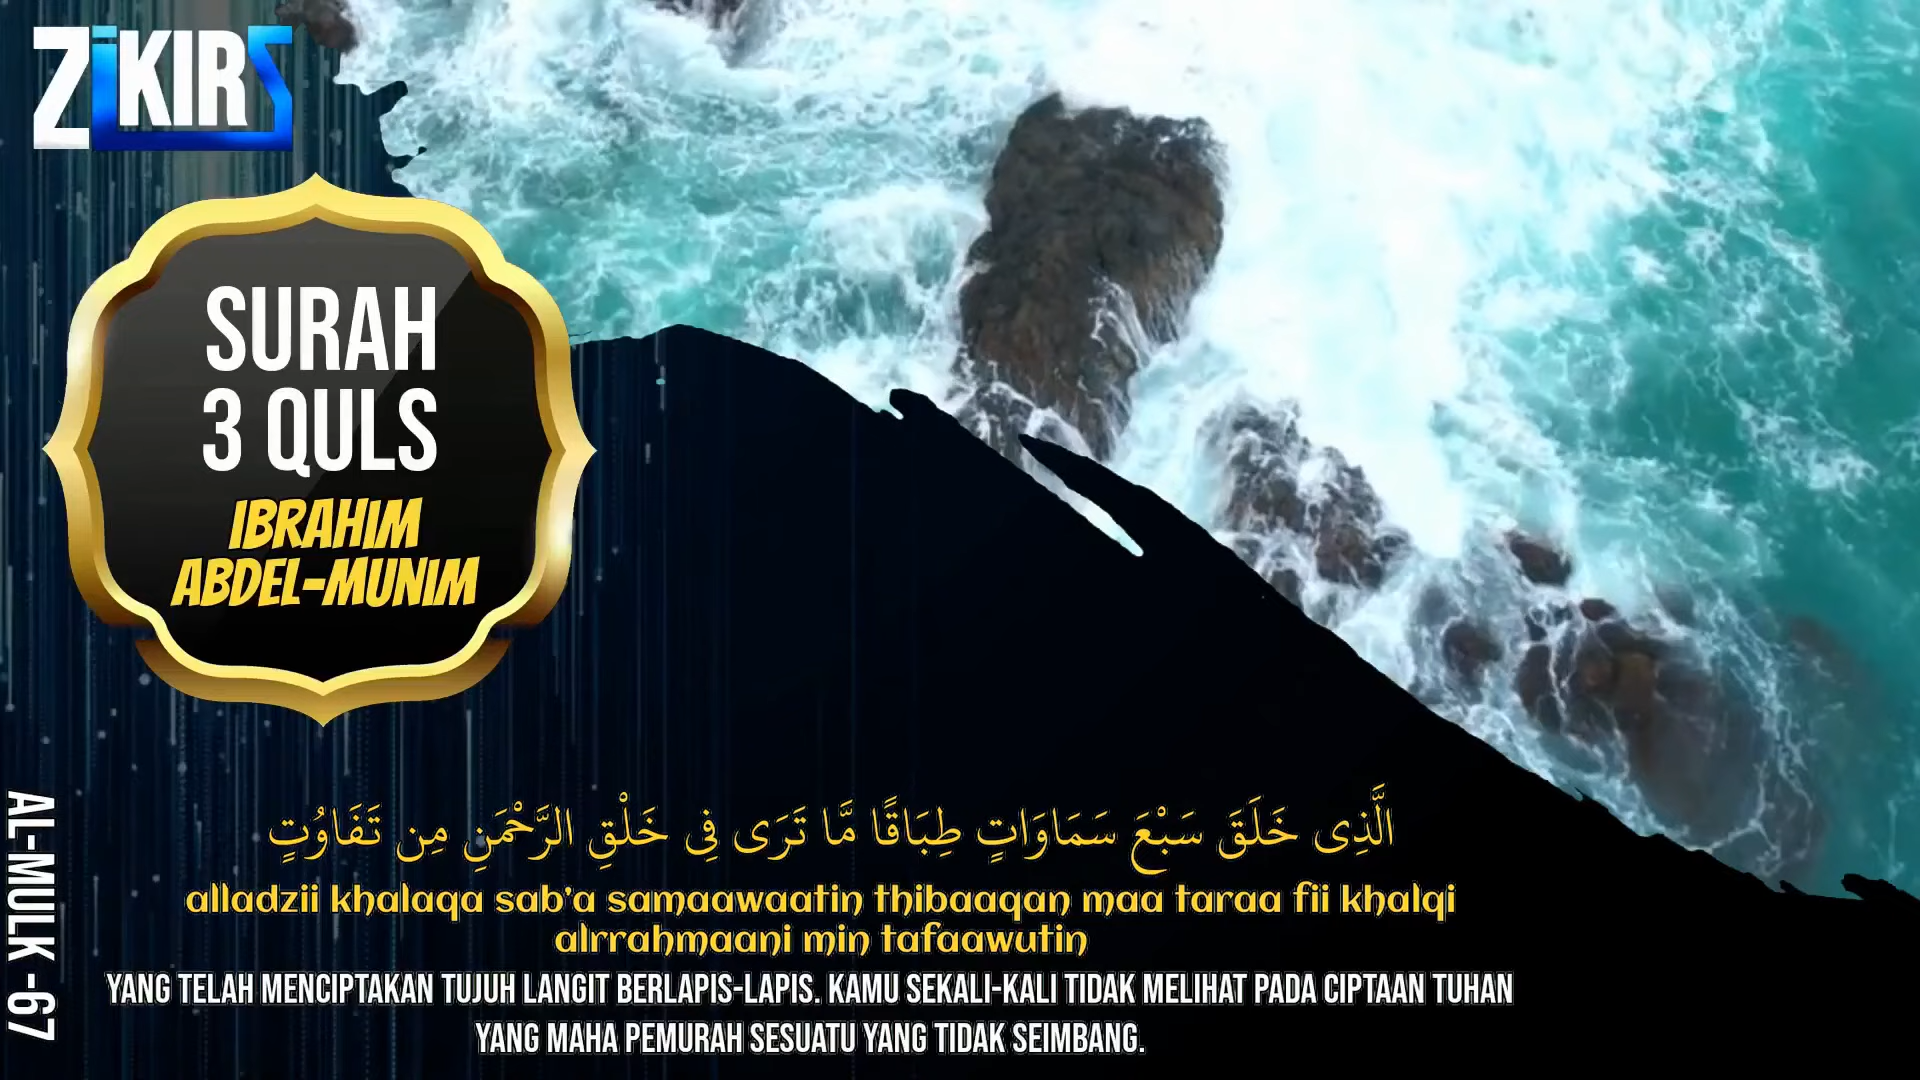 ZiKIRS
SURAH
3 QULS
IBRAHIM
ABDEL-MUNIM
الَّذِى خَلَقَ سَبْعَ سَمَاوَاتٍ طِبَاقًا مَّا تَرَى فِى خَلْقِ الرَّحْمَنِ مِن تَفَاوُتٍ
alladzii khalaqa sab'a samaawaatin thibaaqan maa taraa fii khalqi
alrrahmaani min tafaawutin
YANG TELAH MENCIPTAKAN TUJUH LANGIT BERLAPIS-LAPIS. KAMU SEKALI-KALI TIDAK MELIHAT PADA CIPTAAN TUHAN
YANG MAHA PEMURAH SESUATU YANG TIDAK SEIMBANG.
AL-MULK -67